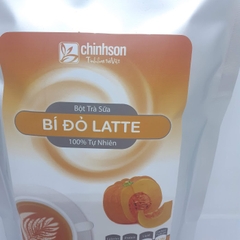 chinhson
Bột Trà Sữa
BÍ ĐỎ LATTE
100% Tự Nhiên